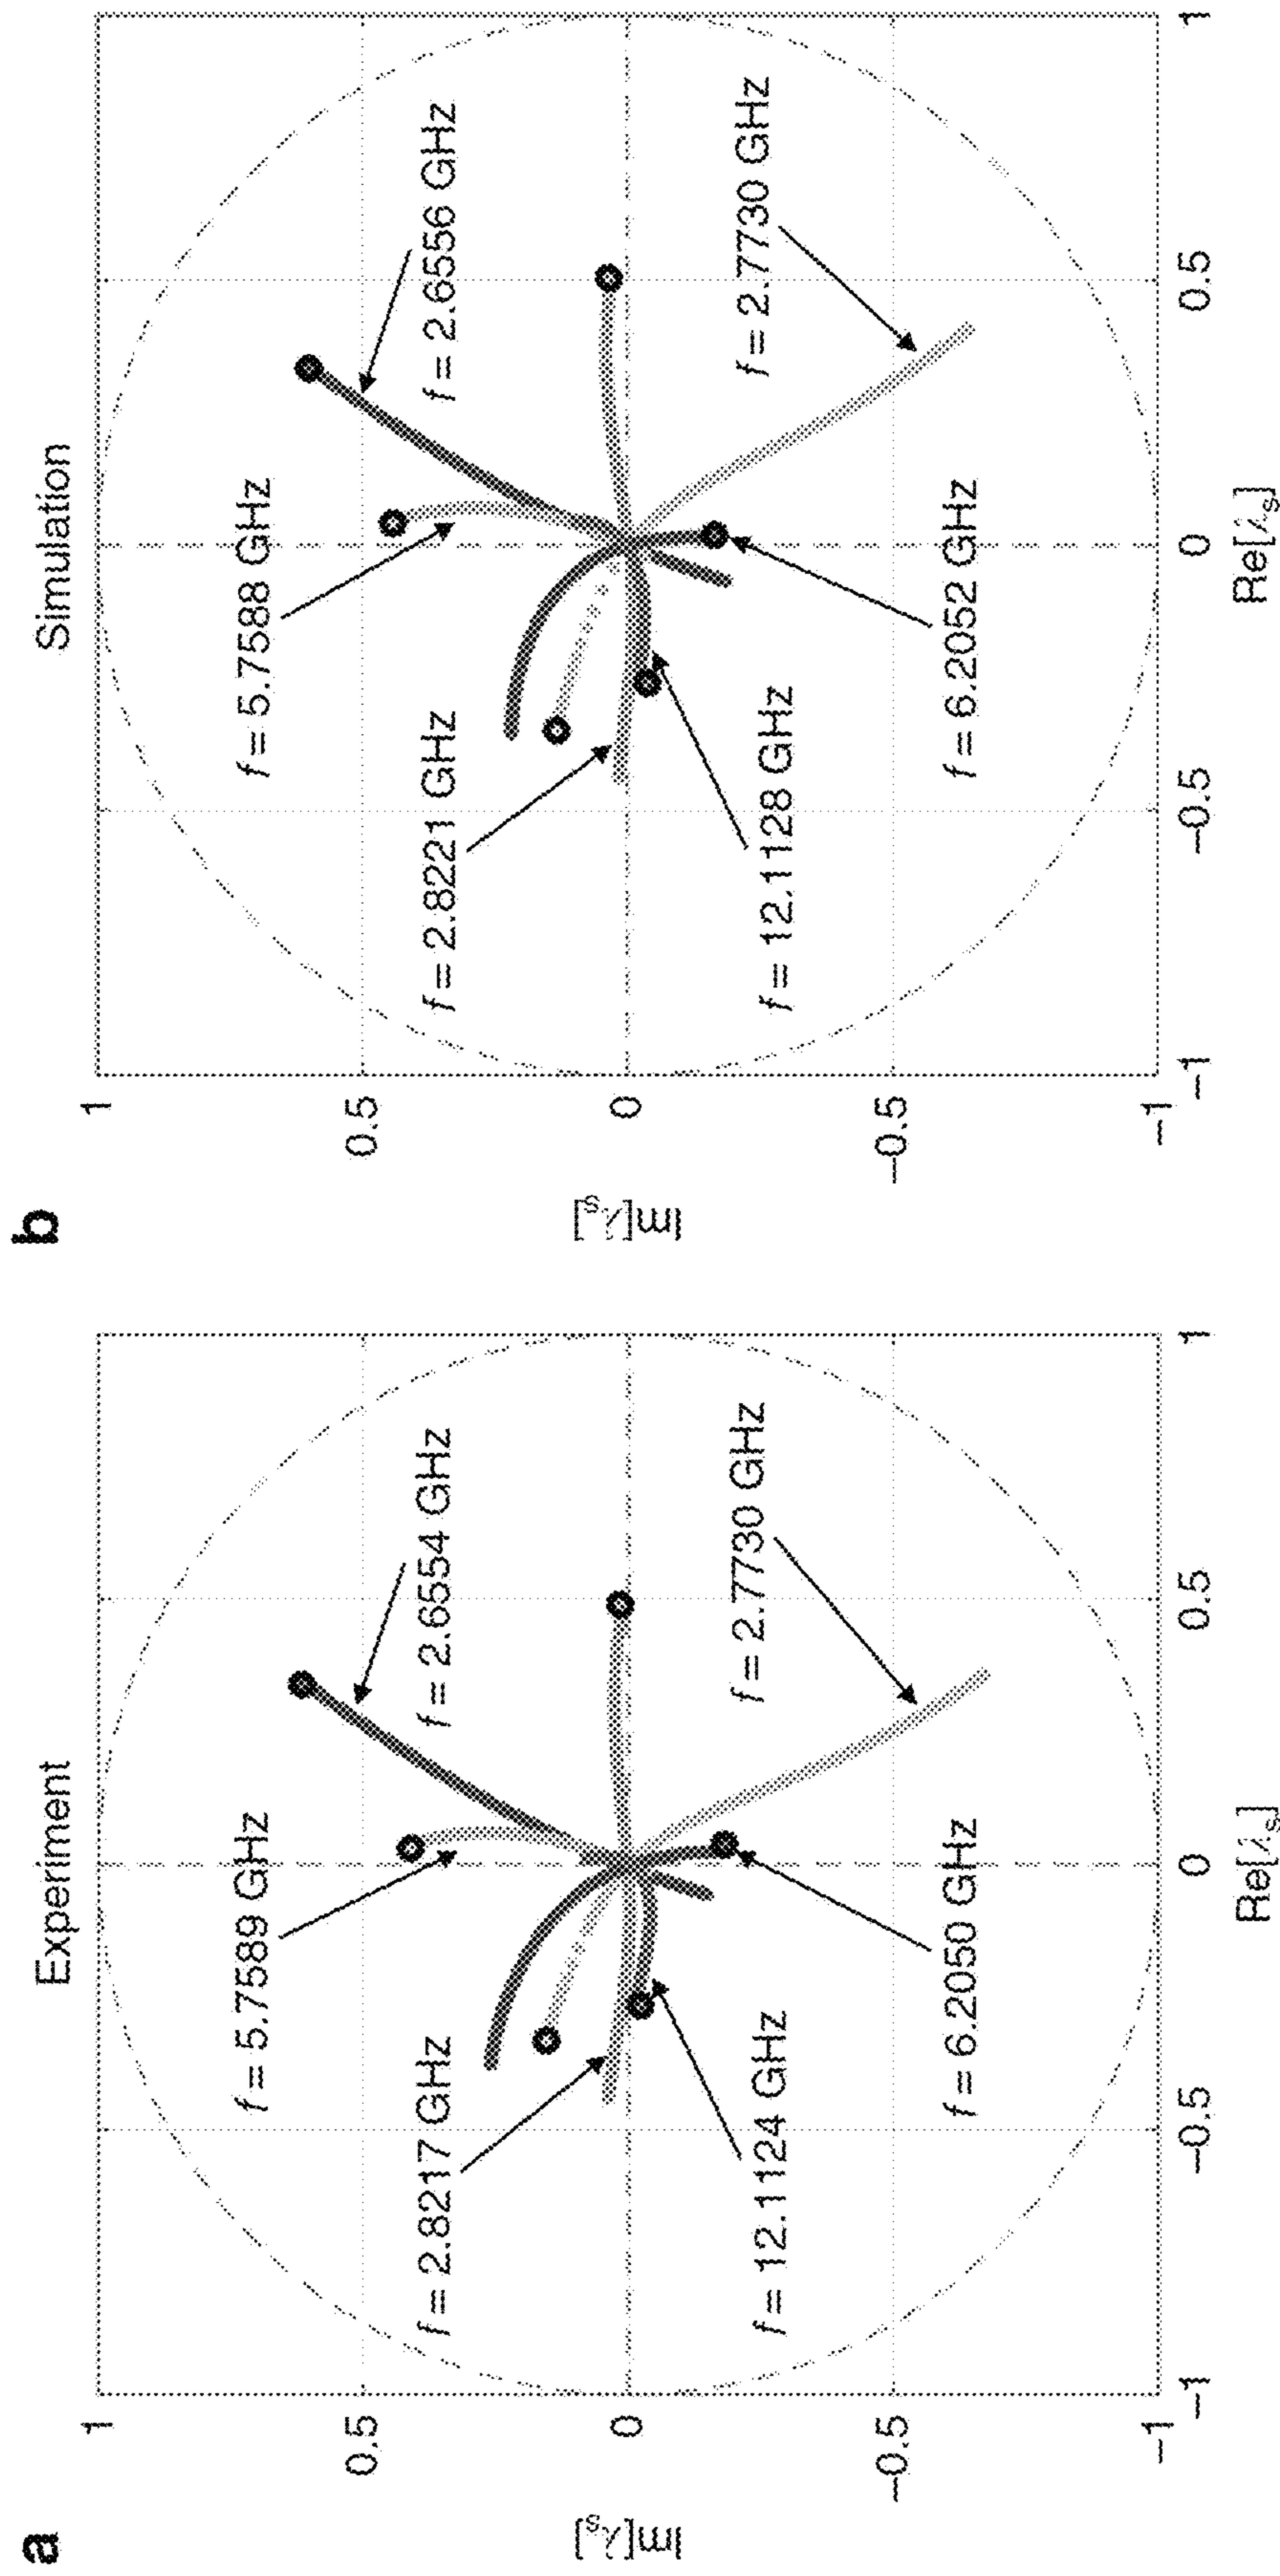 a
Experiment
Im[λs]
1
0.5
0
−0.5
−1
f = 5.7589 GHz
f = 2.6554 GHz
f = 2.8217 GHz
f = 12.1124 GHz
f = 2.7730 GHz
f = 6.2050 GHz
−1
−0.5
0
0.5
1
Re[λs]
b
Simulation
Im[λs]
1
0.5
0
−0.5
−1
f = 5.7588 GHz
f = 2.6556 GHz
f = 2.8221 GHz
f = 12.1128 GHz
f = 2.7730 GHz
f = 6.2052 GHz
−1
−0.5
0
0.5
1
Re[λs]